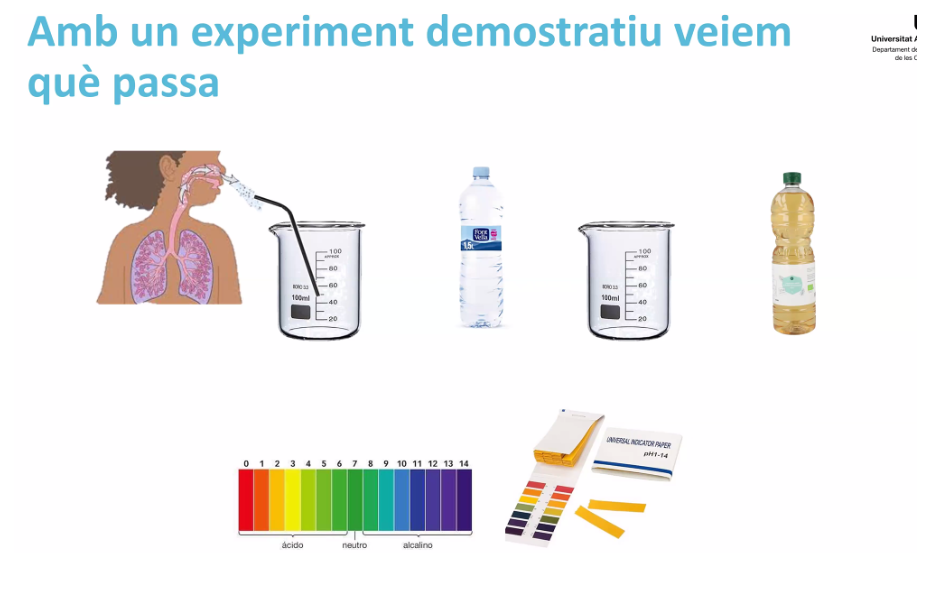 Amb un experiment demostratiu veiem
què passa
Universitat A
Departament de
de les C
100
APPROX
80
BORO 3.3
60
100ml
40
20
Font
Vella
1,5L
100
APPROX
80
BORO 3.3
60
100ml
40
20
UNIVERSAL INDICATOR PAPER
pH1-14
0 1 2 3 4 5 6 7 8 9 10 11 12 13 14
ácido neutro alcalino